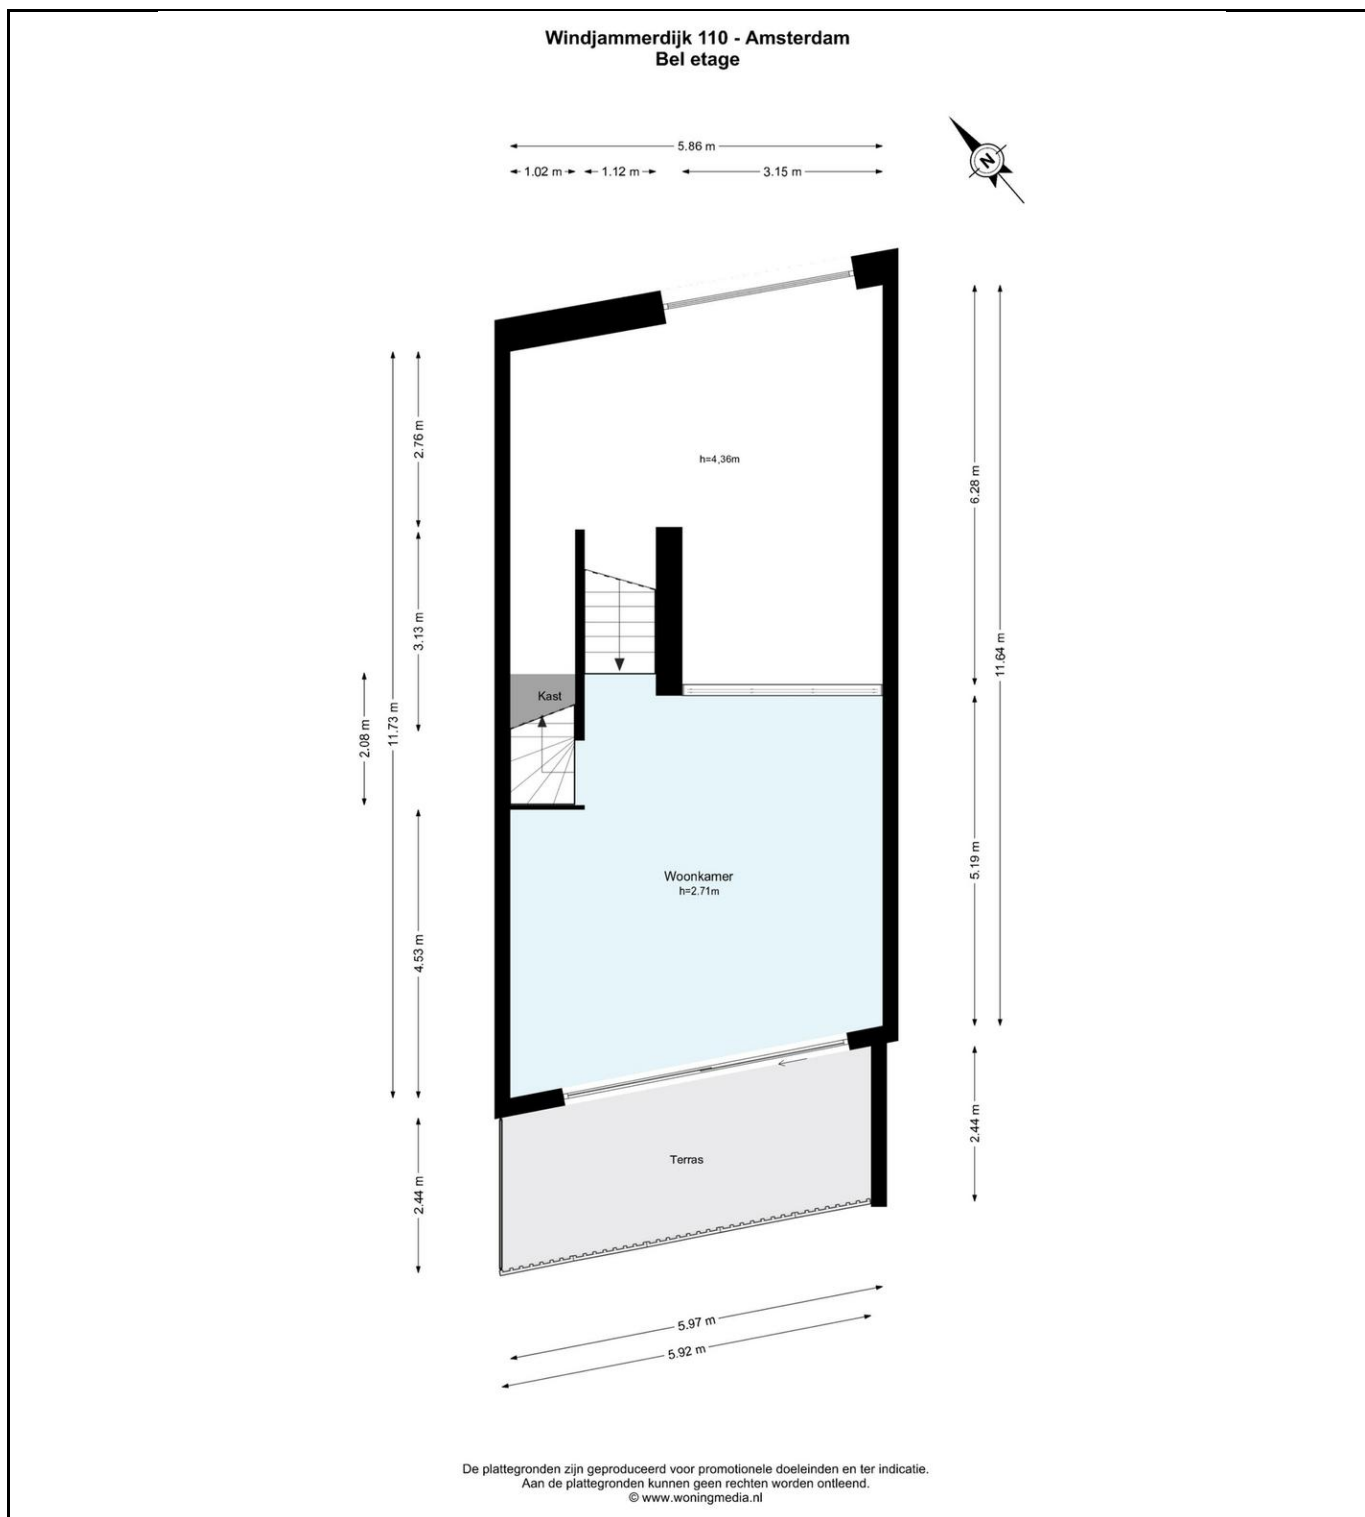 Windjammerdijk 110 - Amsterdam
Bel etage
5.86 m
1.02 m
1.12 m
3.15 m
N
2.76 m
h=4,36m
6.28 m
3.13 m
11.64 m
Kast
2.08 m
11.73 m
5.19 m
Woonkamer
h=2.71m
4.53 m
2.44 m
Terras
2.44 m
5.97 m
5.92 m
De plattegronden zijn geproduceerd voor promotionele doeleinden en ter indicatie.
Aan de plattegronden kunnen geen rechten worden ontleend.
© www.woningmedia.nl